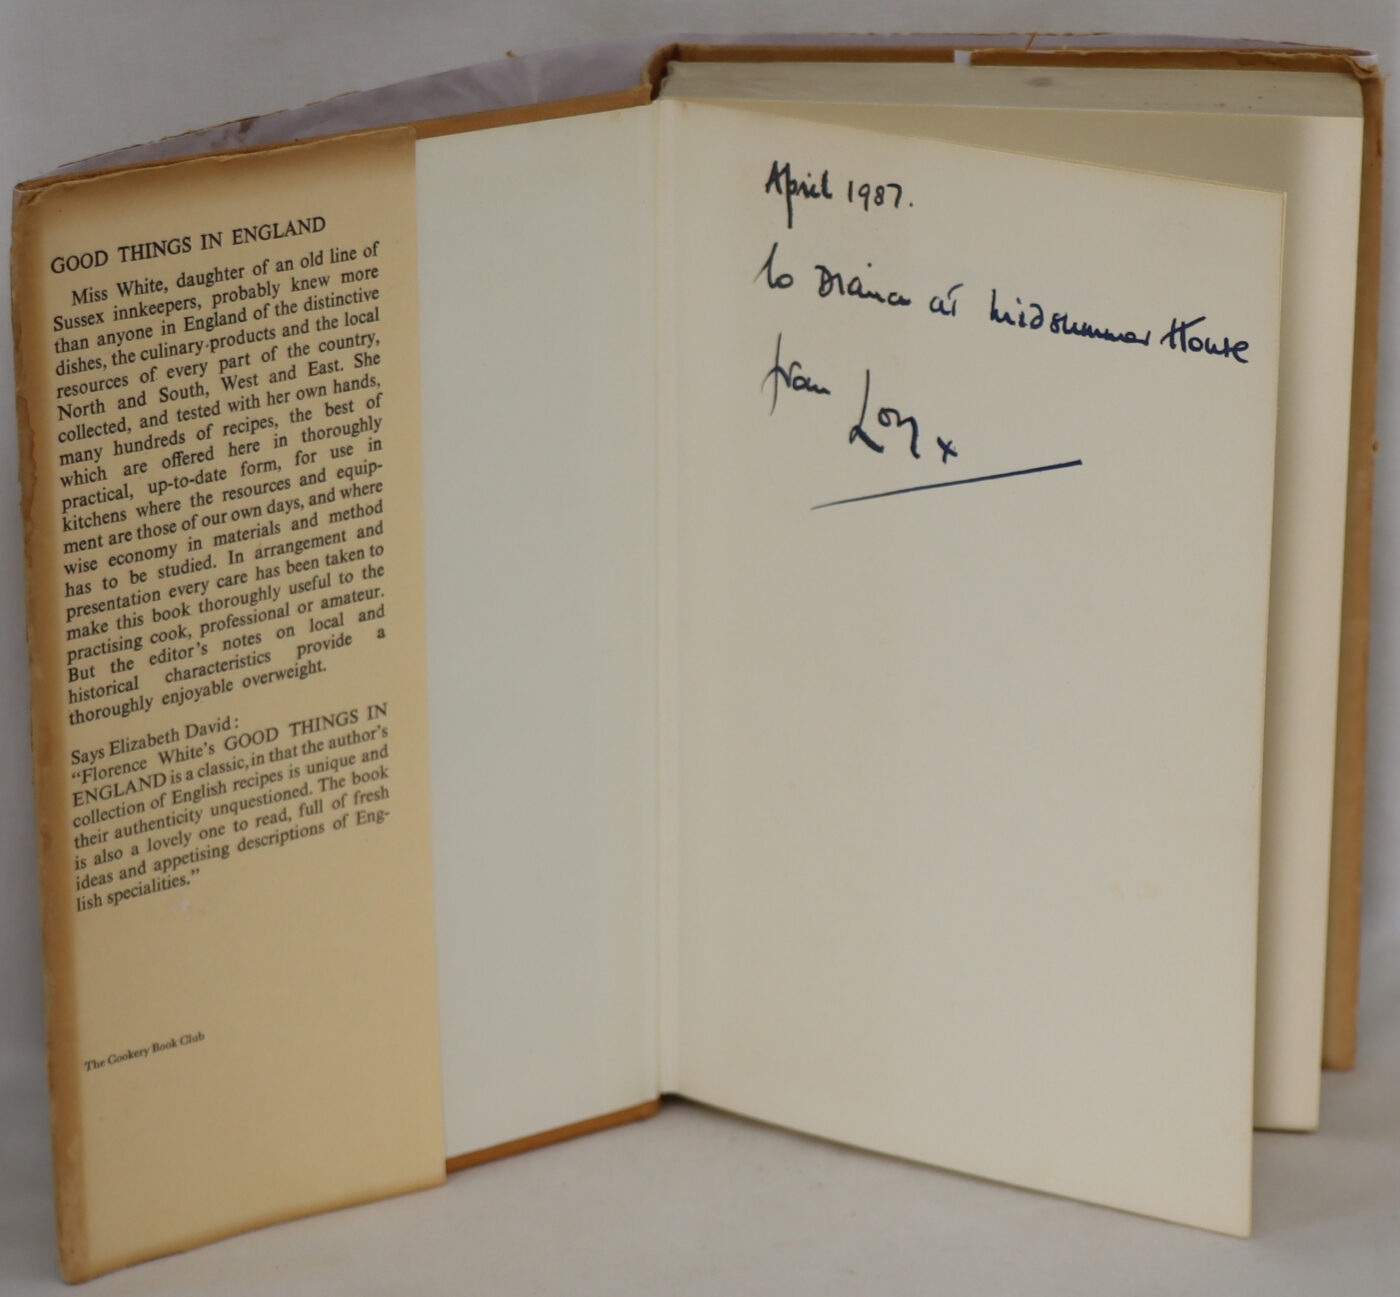 GOOD THINGS IN ENGLAND
Miss White, daughter of an old line of
Sussex innkeepers, probably knew more
than anyone in England of the distinctive
dishes, the culinary products and the local
resources of every part of the country,
North and South, West and East. She
collected, and tested with her own hands,
many hundreds of recipes, the best of
which are offered here in thoroughly
practical, up-to-date form, for use in
kitchens where the resources and equip-
ment are those of our own days, and where
wise economy in materials and method
has to be studied. In arrangement and
presentation every care has been taken to
make this book thoroughly useful to the
practising cook, professional or amateur.
But the editor's notes on local and
historical characteristics provide a
thoroughly enjoyable overweight.
Says Elizabeth David:
“Florence White's GOOD THINGS IN
ENGLAND is a classic, in that the author's
collection of English recipes is unique and
their authenticity unquestioned. The book
is also a lovely one to read, full of fresh
ideas and appetising descriptions of Eng-
lish specialities.”
The Cookery Book Club
April 1987.
to Diana at Midsummer House
from x